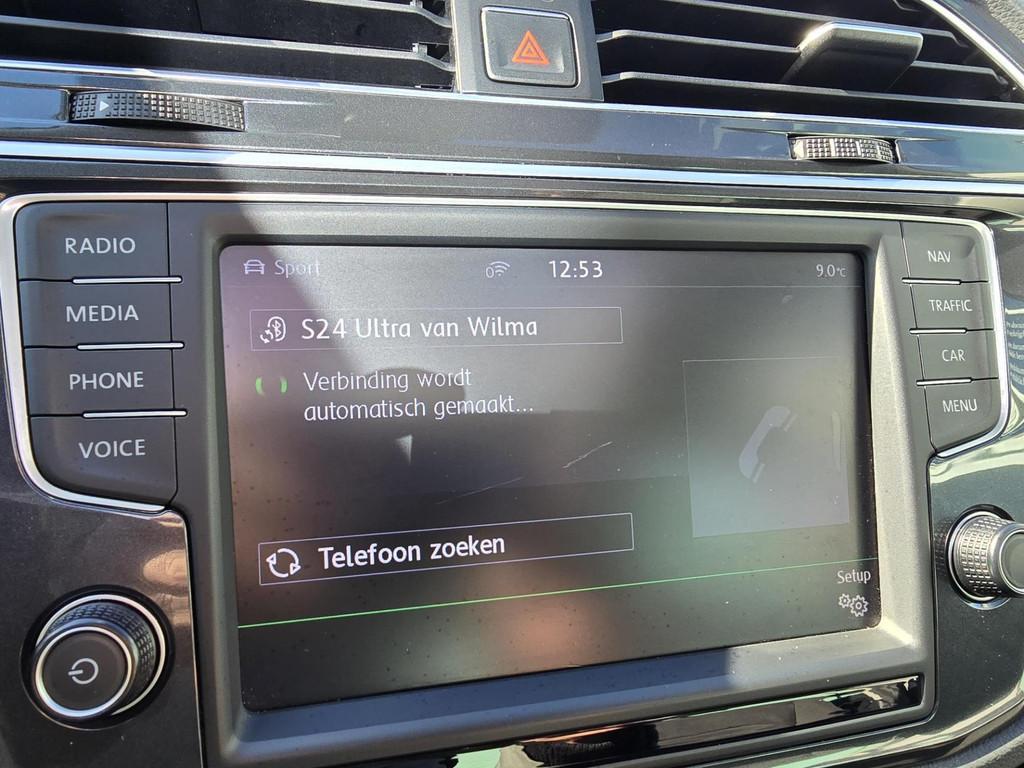 RADIO
MEDIA
PHONE
VOICE
Sport
0
12:53
9.0°C
S24 Ultra van Wilma
Verbinding wordt
automatisch gemaakt...
Telefoon zoeken
Setup
NAV
TRAFFIC
CAR
MENU